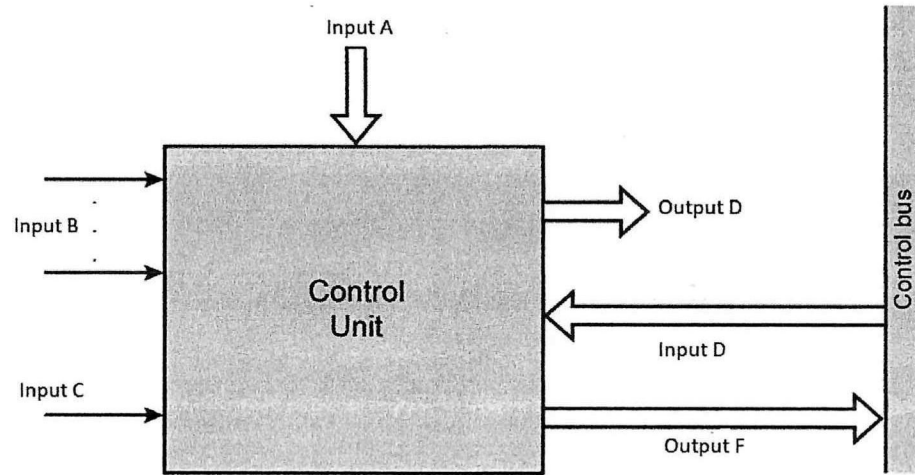 Input A
Input B
Input C
Control
Unit
Output D
Input D
Output F
Control bus